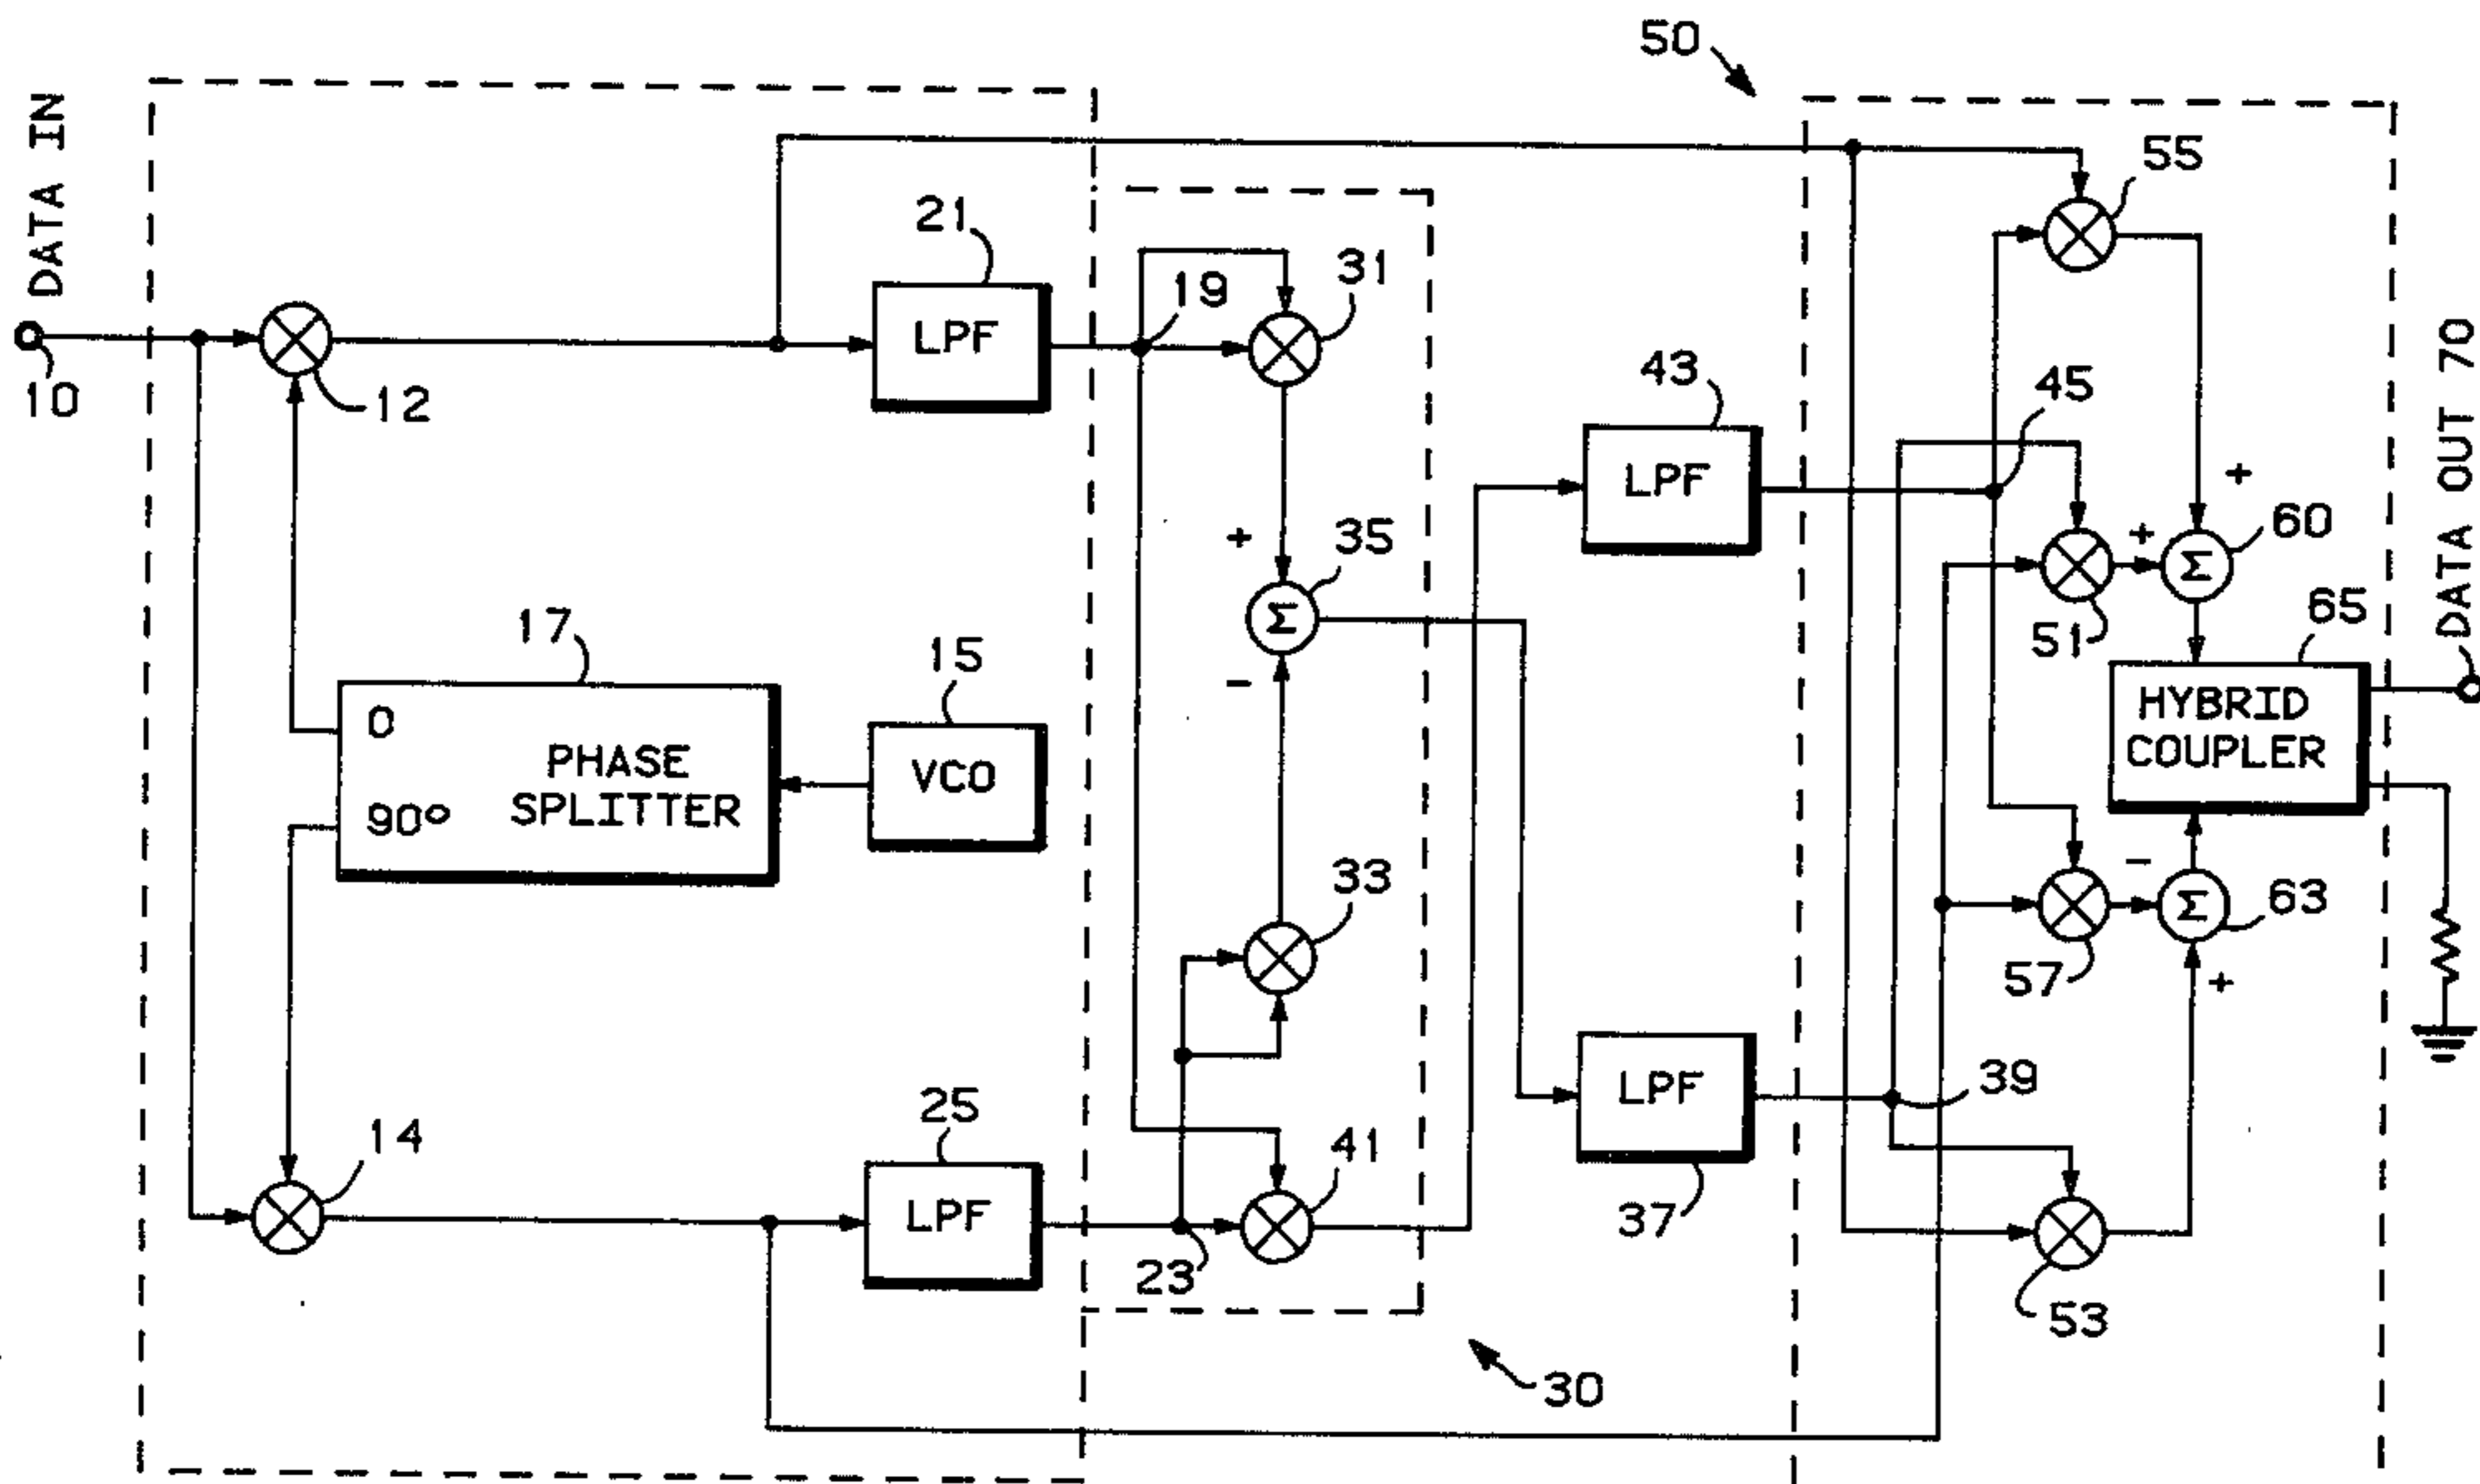 50
DATA IN
55
21
19
31
10
12
43
45
DATA OUT 70
LPF
LPF
+
35
+
+
60
Σ
Σ
51
65
17
15
-
0
90°
PHASE
SPLITTER
VCO
HYBRID
COUPLER
33
-
Σ
63
57
+
14
25
41
LPF
39
LPF
37
23
53
30